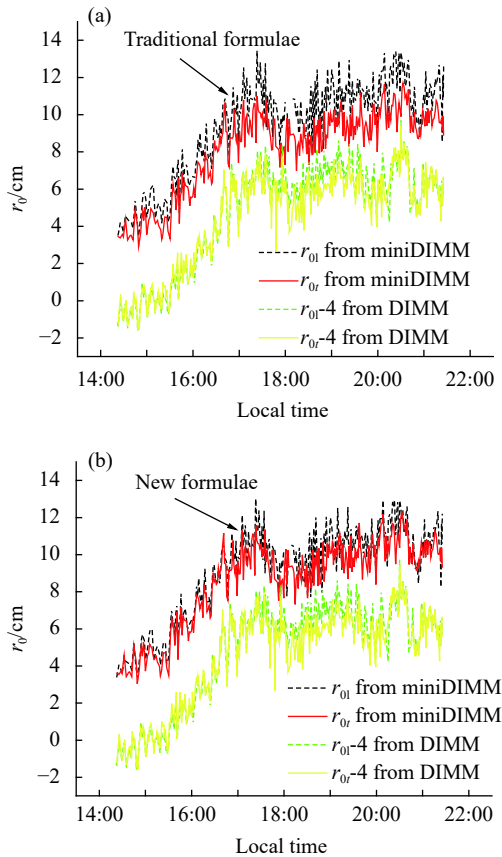 (a)
Traditional formulae
14
12
10
8
6
4
2
0
−2
r₀/cm
r₀ₗ from miniDIMM
r₀ₜ from miniDIMM
r₀ₗ-4 from DIMM
r₀ₜ-4 from DIMM
14:00 16:00 18:00 20:00 22:00
Local time
(b)
New formulae
14
12
10
8
6
4
2
0
−2
r₀/cm
r₀ₗ from miniDIMM
r₀ₜ from miniDIMM
r₀ₗ-4 from DIMM
r₀ₜ-4 from DIMM
14:00 16:00 18:00 20:00 22:00
Local time